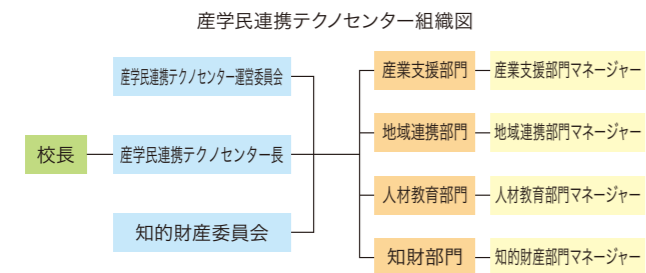 産学民連携テクノセンター組織図
産学民連携テクノセンター運営委員会
産業支援部門
産業支援部門マネージャー
地域連携部門
地域連携部門マネージャー
校長
産学民連携テクノセンター長
人材教育部門
人材教育部門マネージャー
知的財産委員会
知財部門
知的財産部門マネージャー